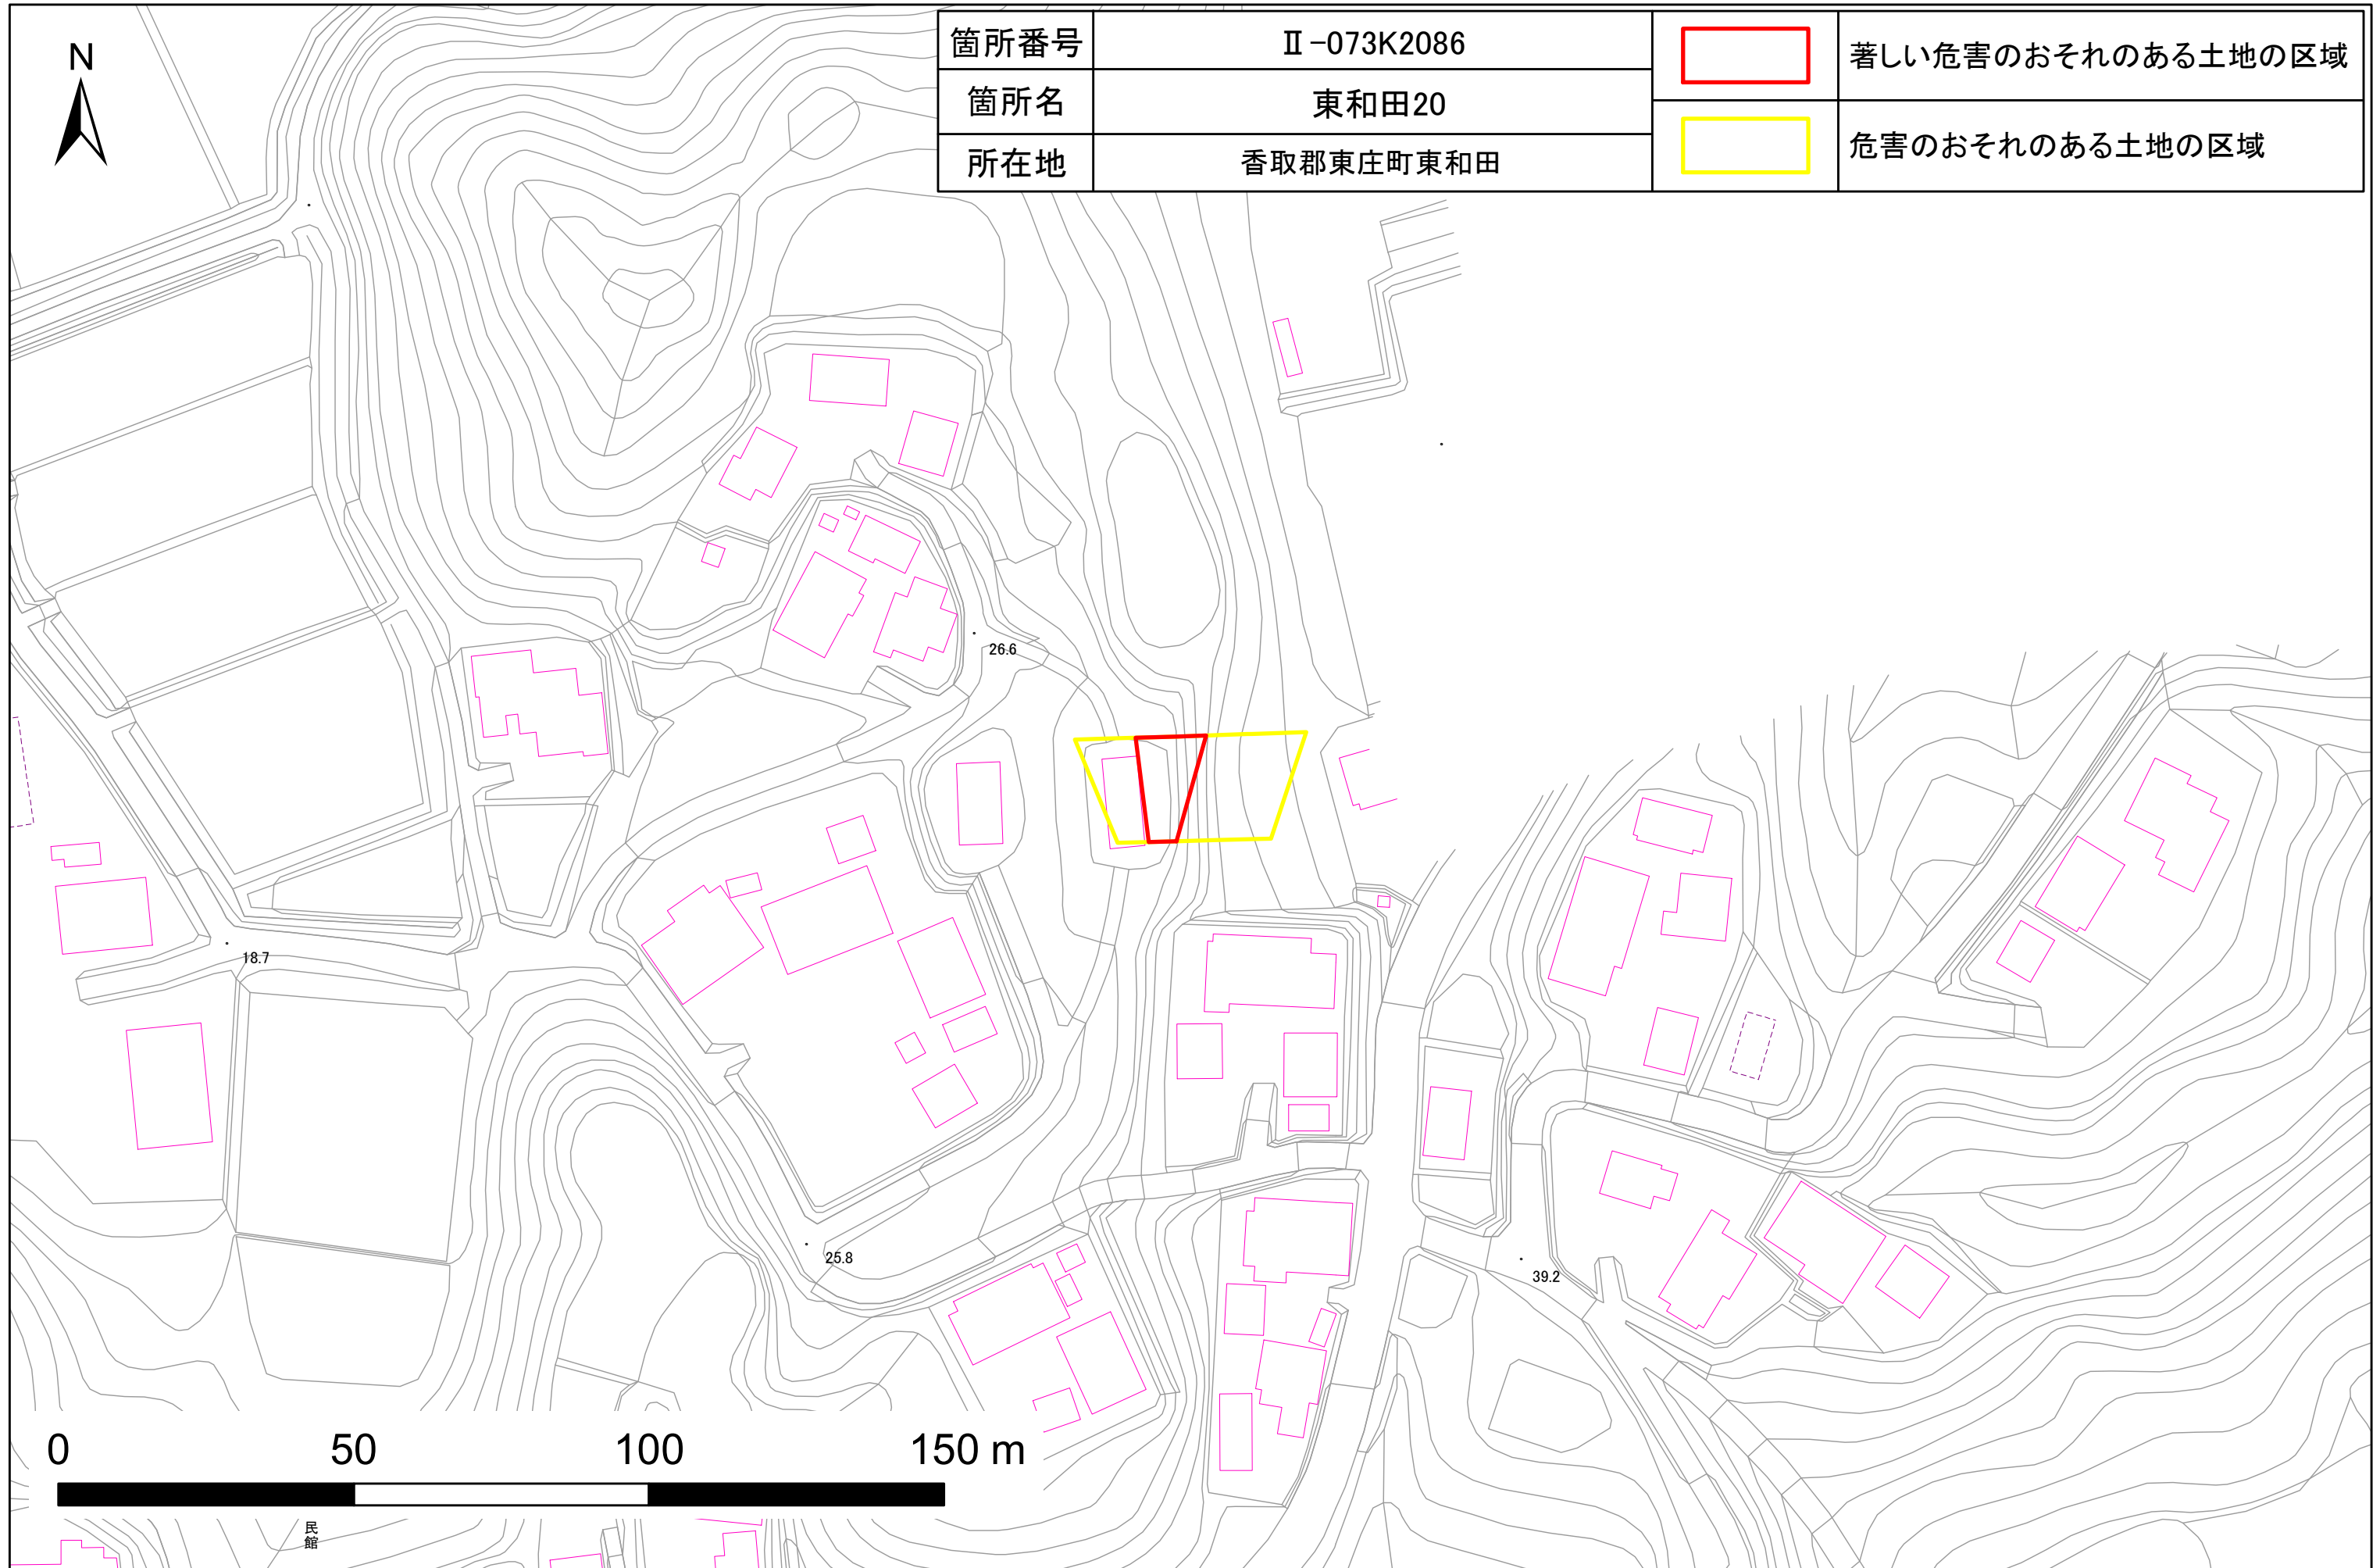 N
箇所番号 Ⅱ-073K2086
箇所名 東和田20
所在地 香取郡東庄町東和田
著しい危害のおそれのある土地の区域
危害のおそれのある土地の区域
26.6
18.7
25.8
39.2
0 50 100 150 m
民
館